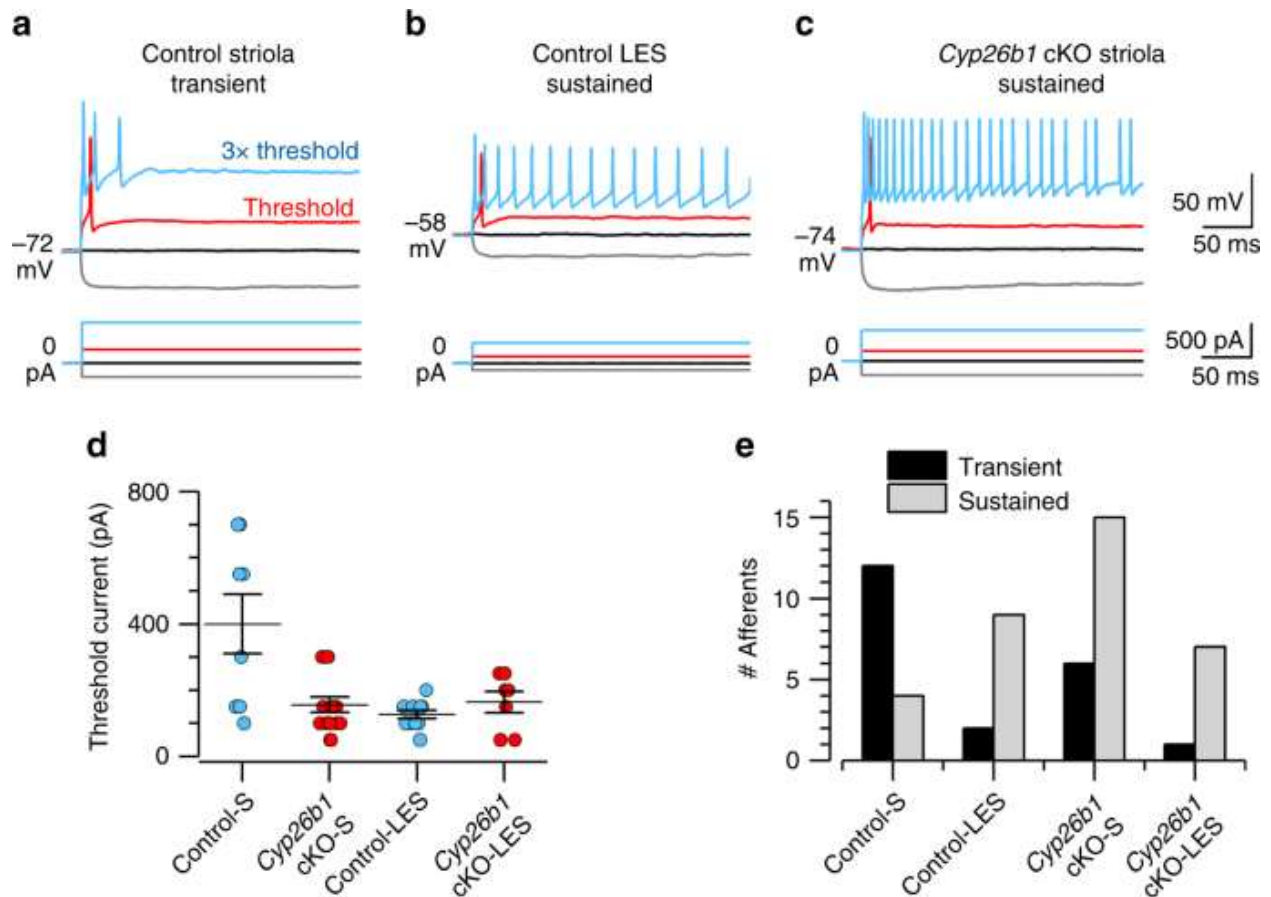 a
Control striola
transient
3× threshold
Threshold
–72
mV
0
pA
b
Control LES
sustained
–58
mV
0
pA
c
Cyp26b1 cKO striola
sustained
–74
mV
50 mV
50 ms
0
pA
500 pA
50 ms
d
Threshold current (pA)
800
400
0
Control-S
Cyp26b1
cKO-S
Control-LES
Cyp26b1
cKO-LES
e
Transient
Sustained
# Afferents
15
10
5
0
Control-S
Control-LES
Cyp26b1
cKO-S
Cyp26b1
cKO-LES